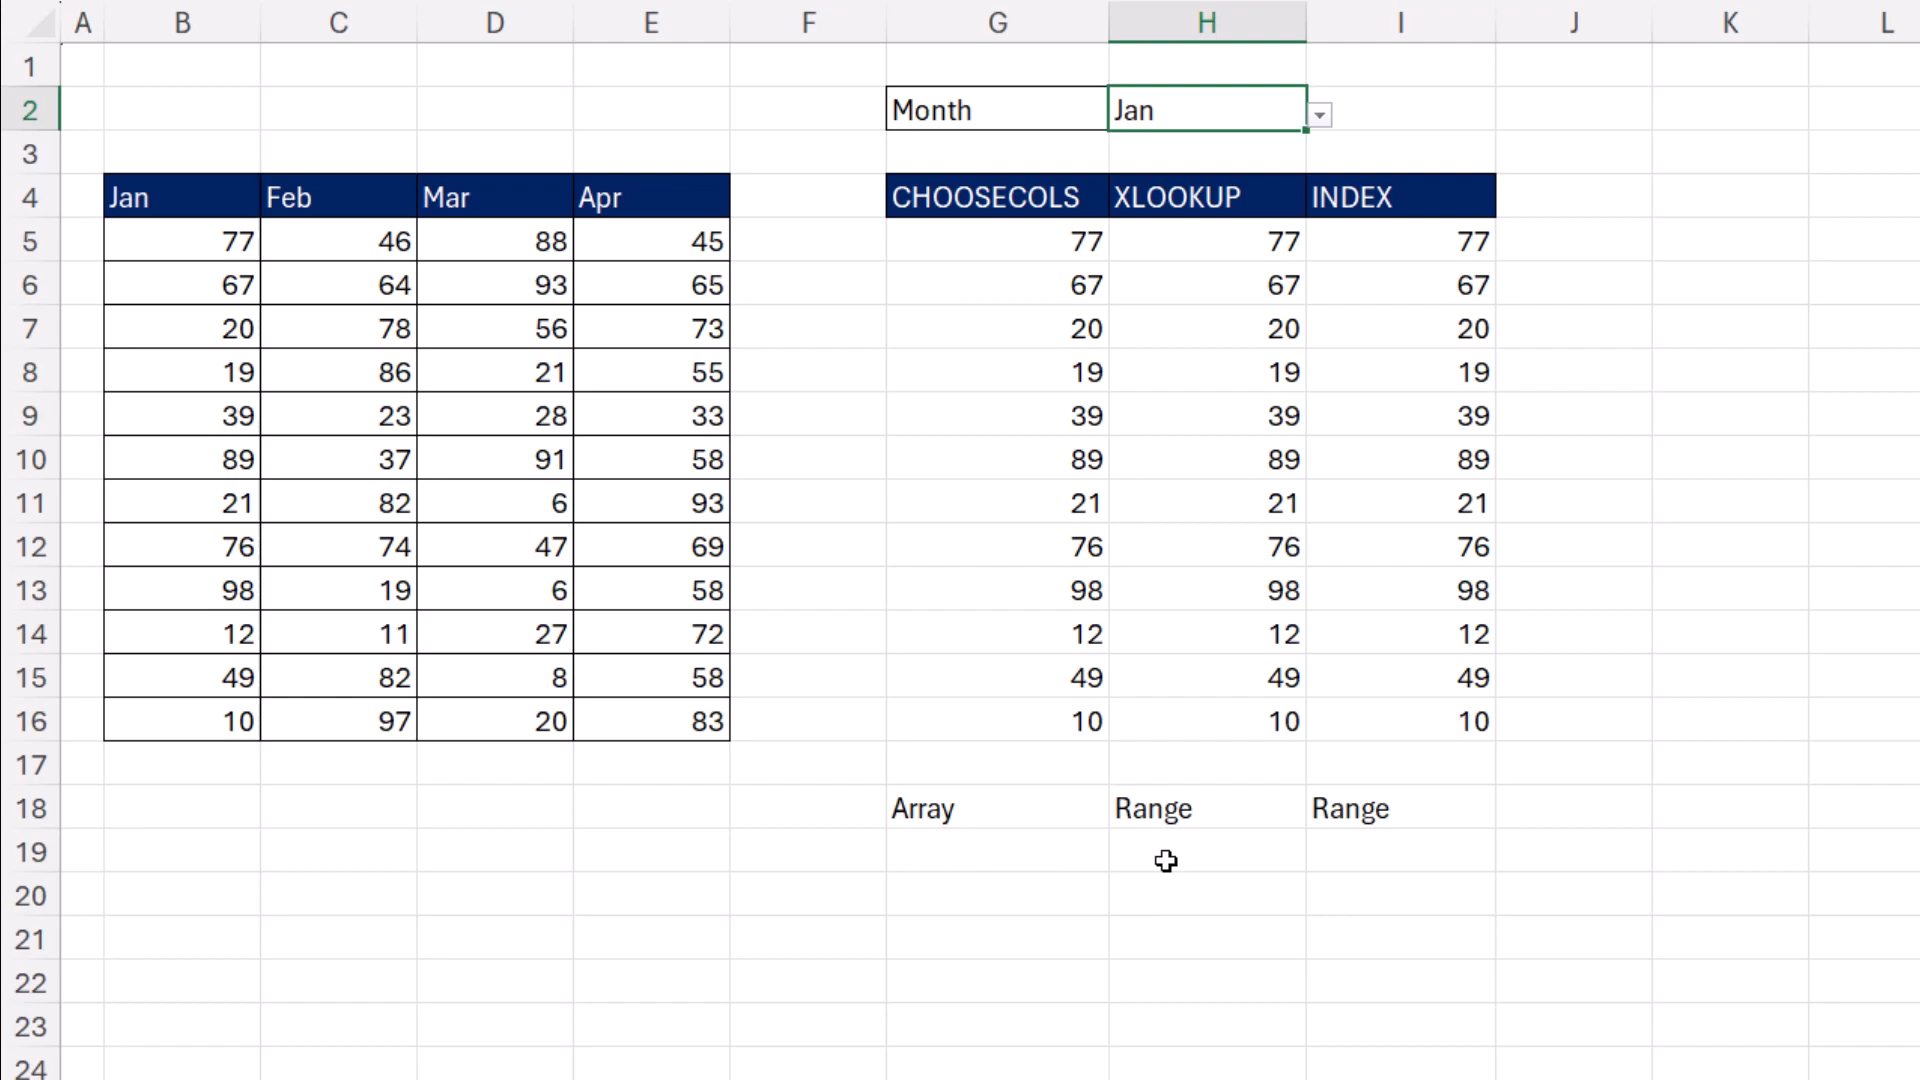 A B C D E F G H I J K L
1
2 Month Jan
3
4 Jan Feb Mar Apr CHOOSECOLS XLOOKUP INDEX
5 77 46 88 45 77 77 77
6 67 64 93 65 67 67 67
7 20 78 56 73 20 20 20
8 19 86 21 55 19 19 19
9 39 23 28 33 39 39 39
10 89 37 91 58 89 89 89
11 21 82 6 93 21 21 21
12 76 74 47 69 76 76 76
13 98 19 6 58 98 98 98
14 12 11 27 72 12 12 12
15 49 82 8 58 49 49 49
16 10 97 20 83 10 10 10
17
18 Array Range Range
19
20
21
22
23
24